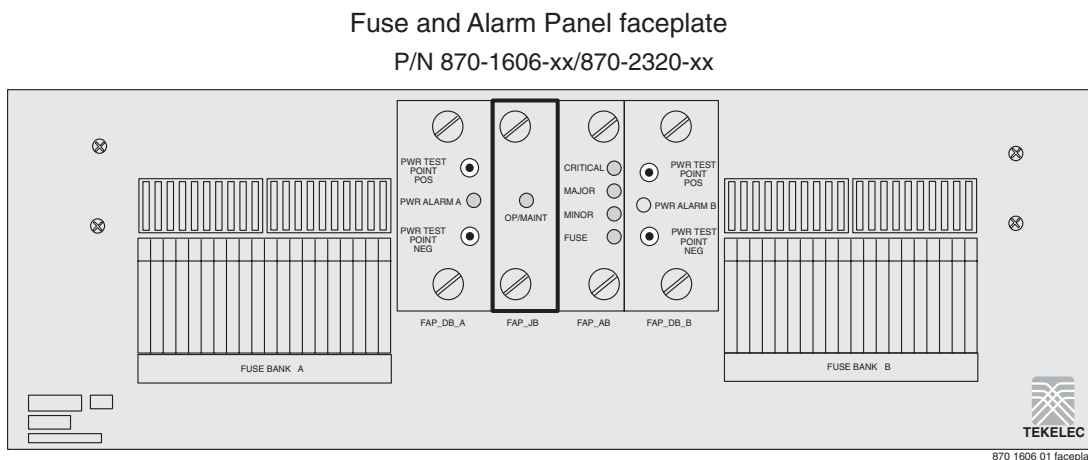 Fuse and Alarm Panel faceplate
P/N 870-1606-xx/870-2320-xx
PWR TEST
POINT
POS
PWR ALARM A
PWR TEST
POINT
NEG
OP/MAINT
CRITICAL
MAJOR
MINOR
FUSE
PWR TEST
POINT
POS
PWR ALARM B
PWR TEST
POINT
NEG
FAP_DB_A
FAP_JB
FAP_AB
FAP_DB_B
FUSE BANK A
FUSE BANK B
TEKELEC
870 1606 01